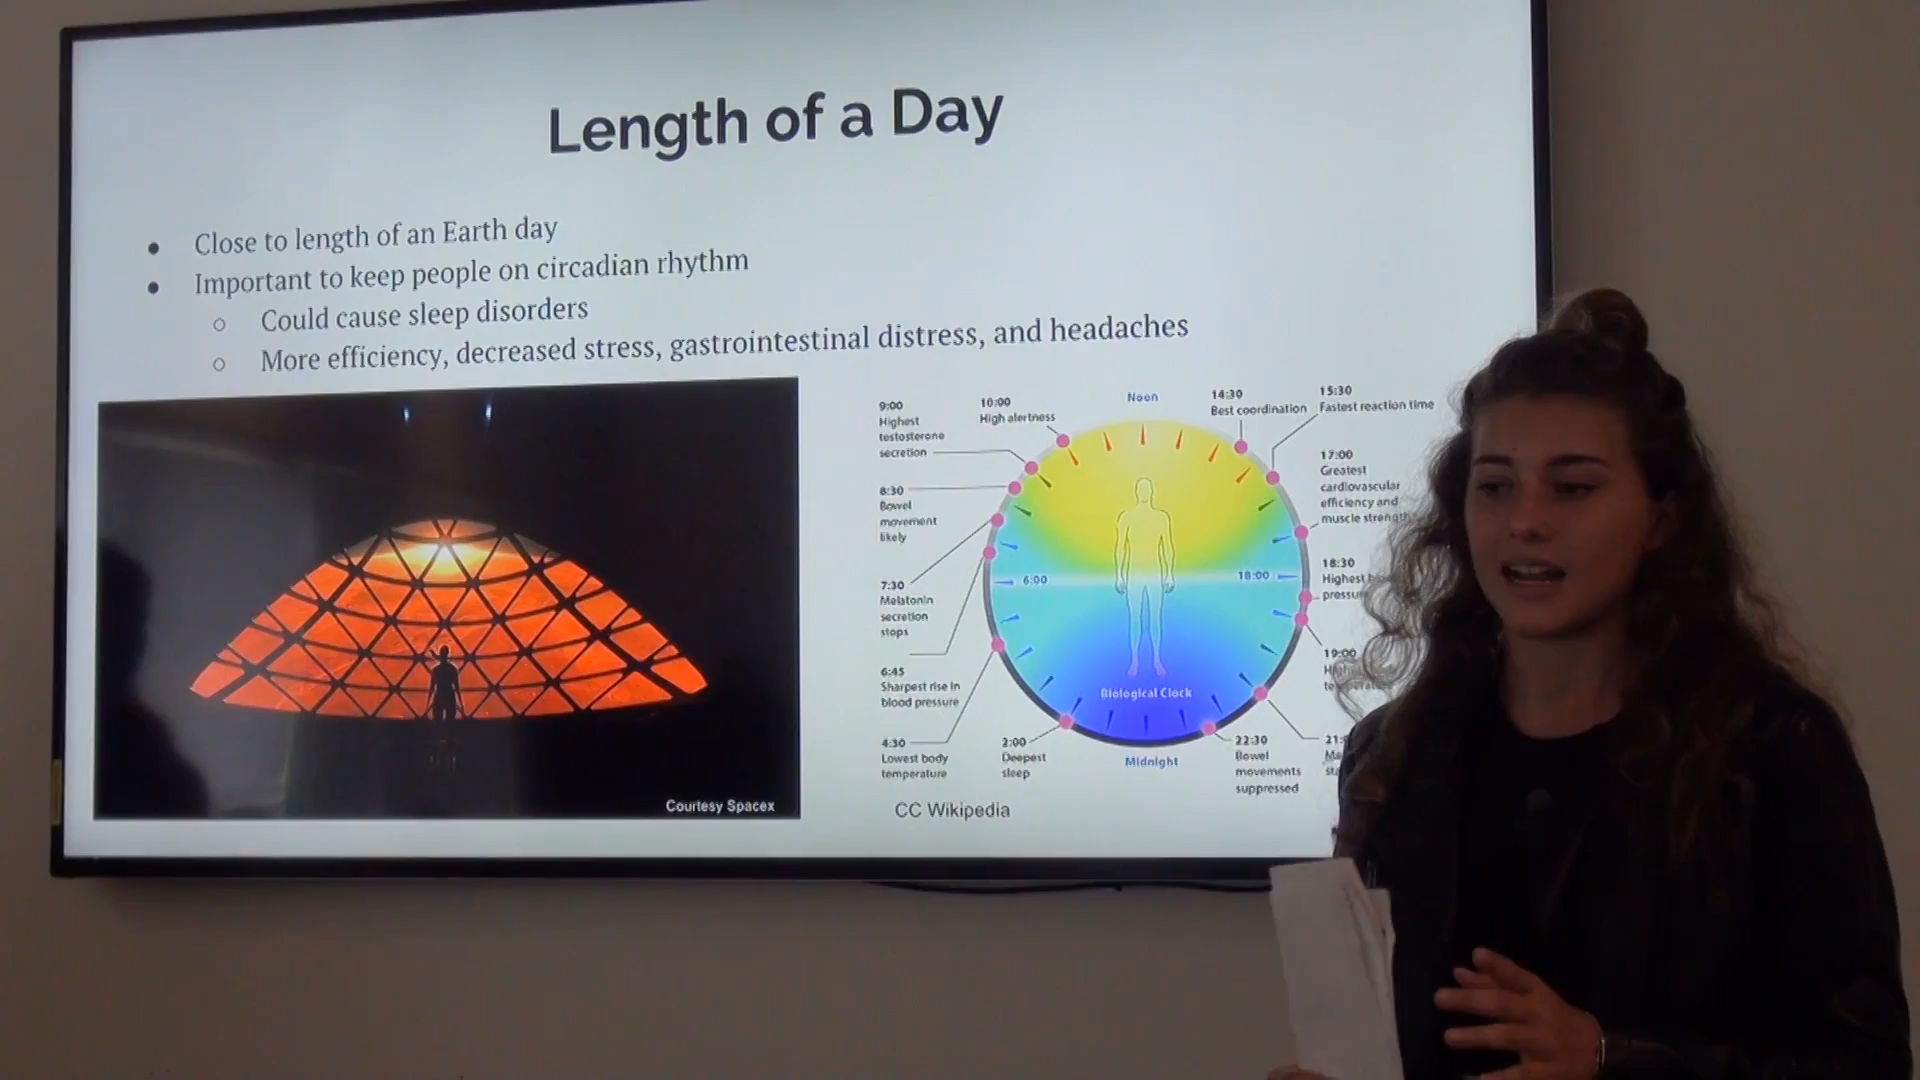 Length of a Day
● Close to length of an Earth day
● Important to keep people on circadian rhythm
○ Could cause sleep disorders
○ More efficiency, decreased stress, gastrointestinal distress, and headaches
Courtesy Spacex
Noon
9:00
Highest
testosterone
secretion
10:00
High alertness
14:30
Best coordination
15:30
Fastest reaction time
8:30
Bowel
movement
likely
17:00
Greatest
cardiovascular
efficiency and
muscle strength
7:30
Melatonin
secretion
stops
6:00
18:00
18:30
Highest
6:45
Sharpest rise in
blood pressure
19:00
Biological Clock
4:30
Lowest body
temperature
2:00
Deepest
sleep
Midnight
22:30
Bowel
movements
suppressed
CC Wikipedia